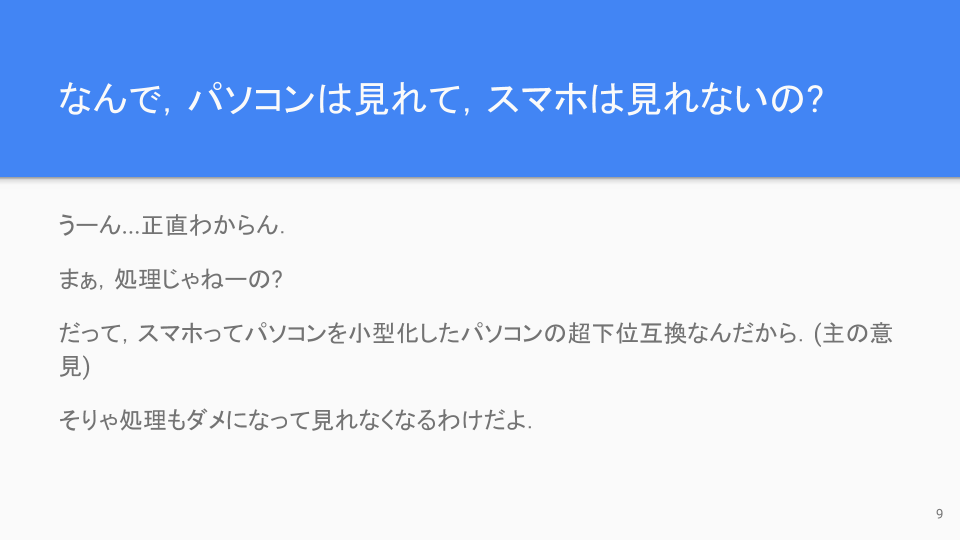 なんで，パソコンは見れて，スマホは見れないの?
うーん...正直わからん．
まぁ，処理じゃねーの?
だって，スマホってパソコンを小型化したパソコンの超下位互換なんだから．(主の意
見)
そりゃ処理もダメになって見れなくなるわけだよ．
9